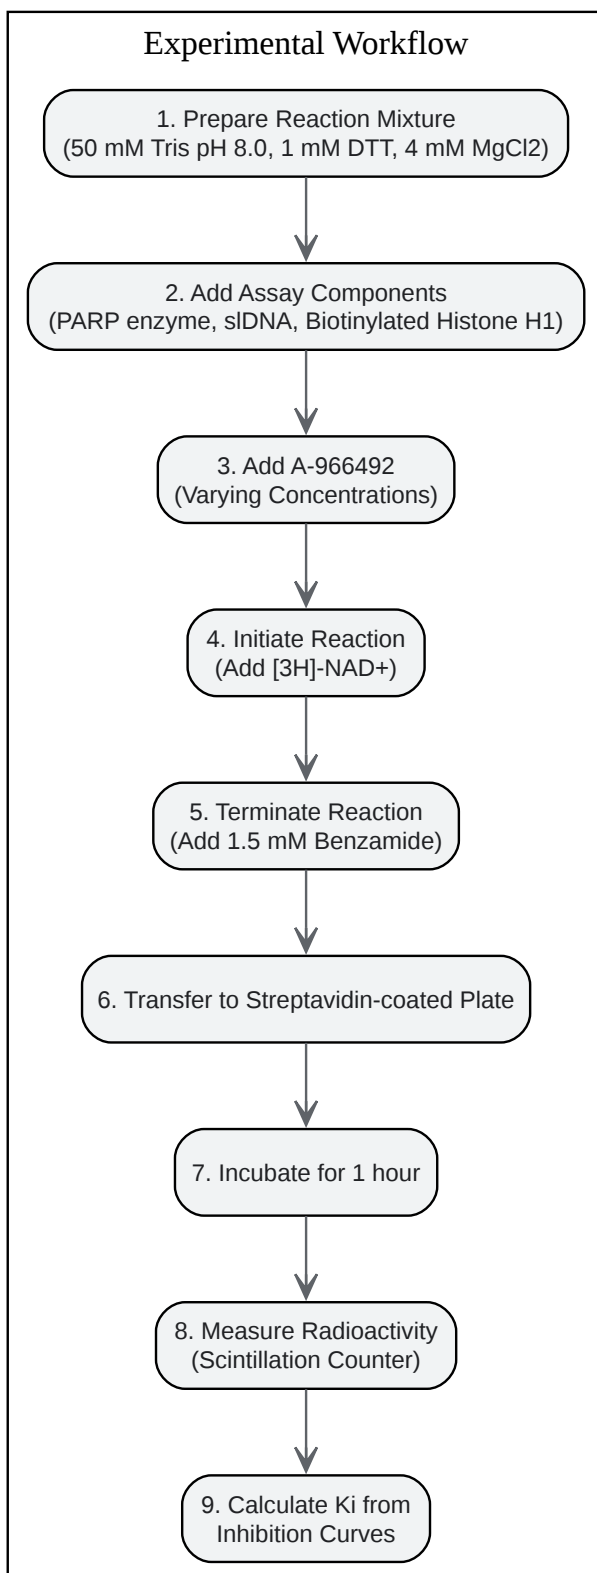 Experimental Workflow
1. Prepare Reaction Mixture
(50 mM Tris pH 8.0, 1 mM DTT, 4 mM MgCl2)
2. Add Assay Components
(PARP enzyme, slDNA, Biotinylated Histone H1)
3. Add A-966492
(Varying Concentrations)
4. Initiate Reaction
(Add [3H]-NAD+)
5. Terminate Reaction
(Add 1.5 mM Benzamide)
6. Transfer to Streptavidin-coated Plate
7. Incubate for 1 hour
8. Measure Radioactivity
(Scintillation Counter)
9. Calculate Ki from
Inhibition Curves